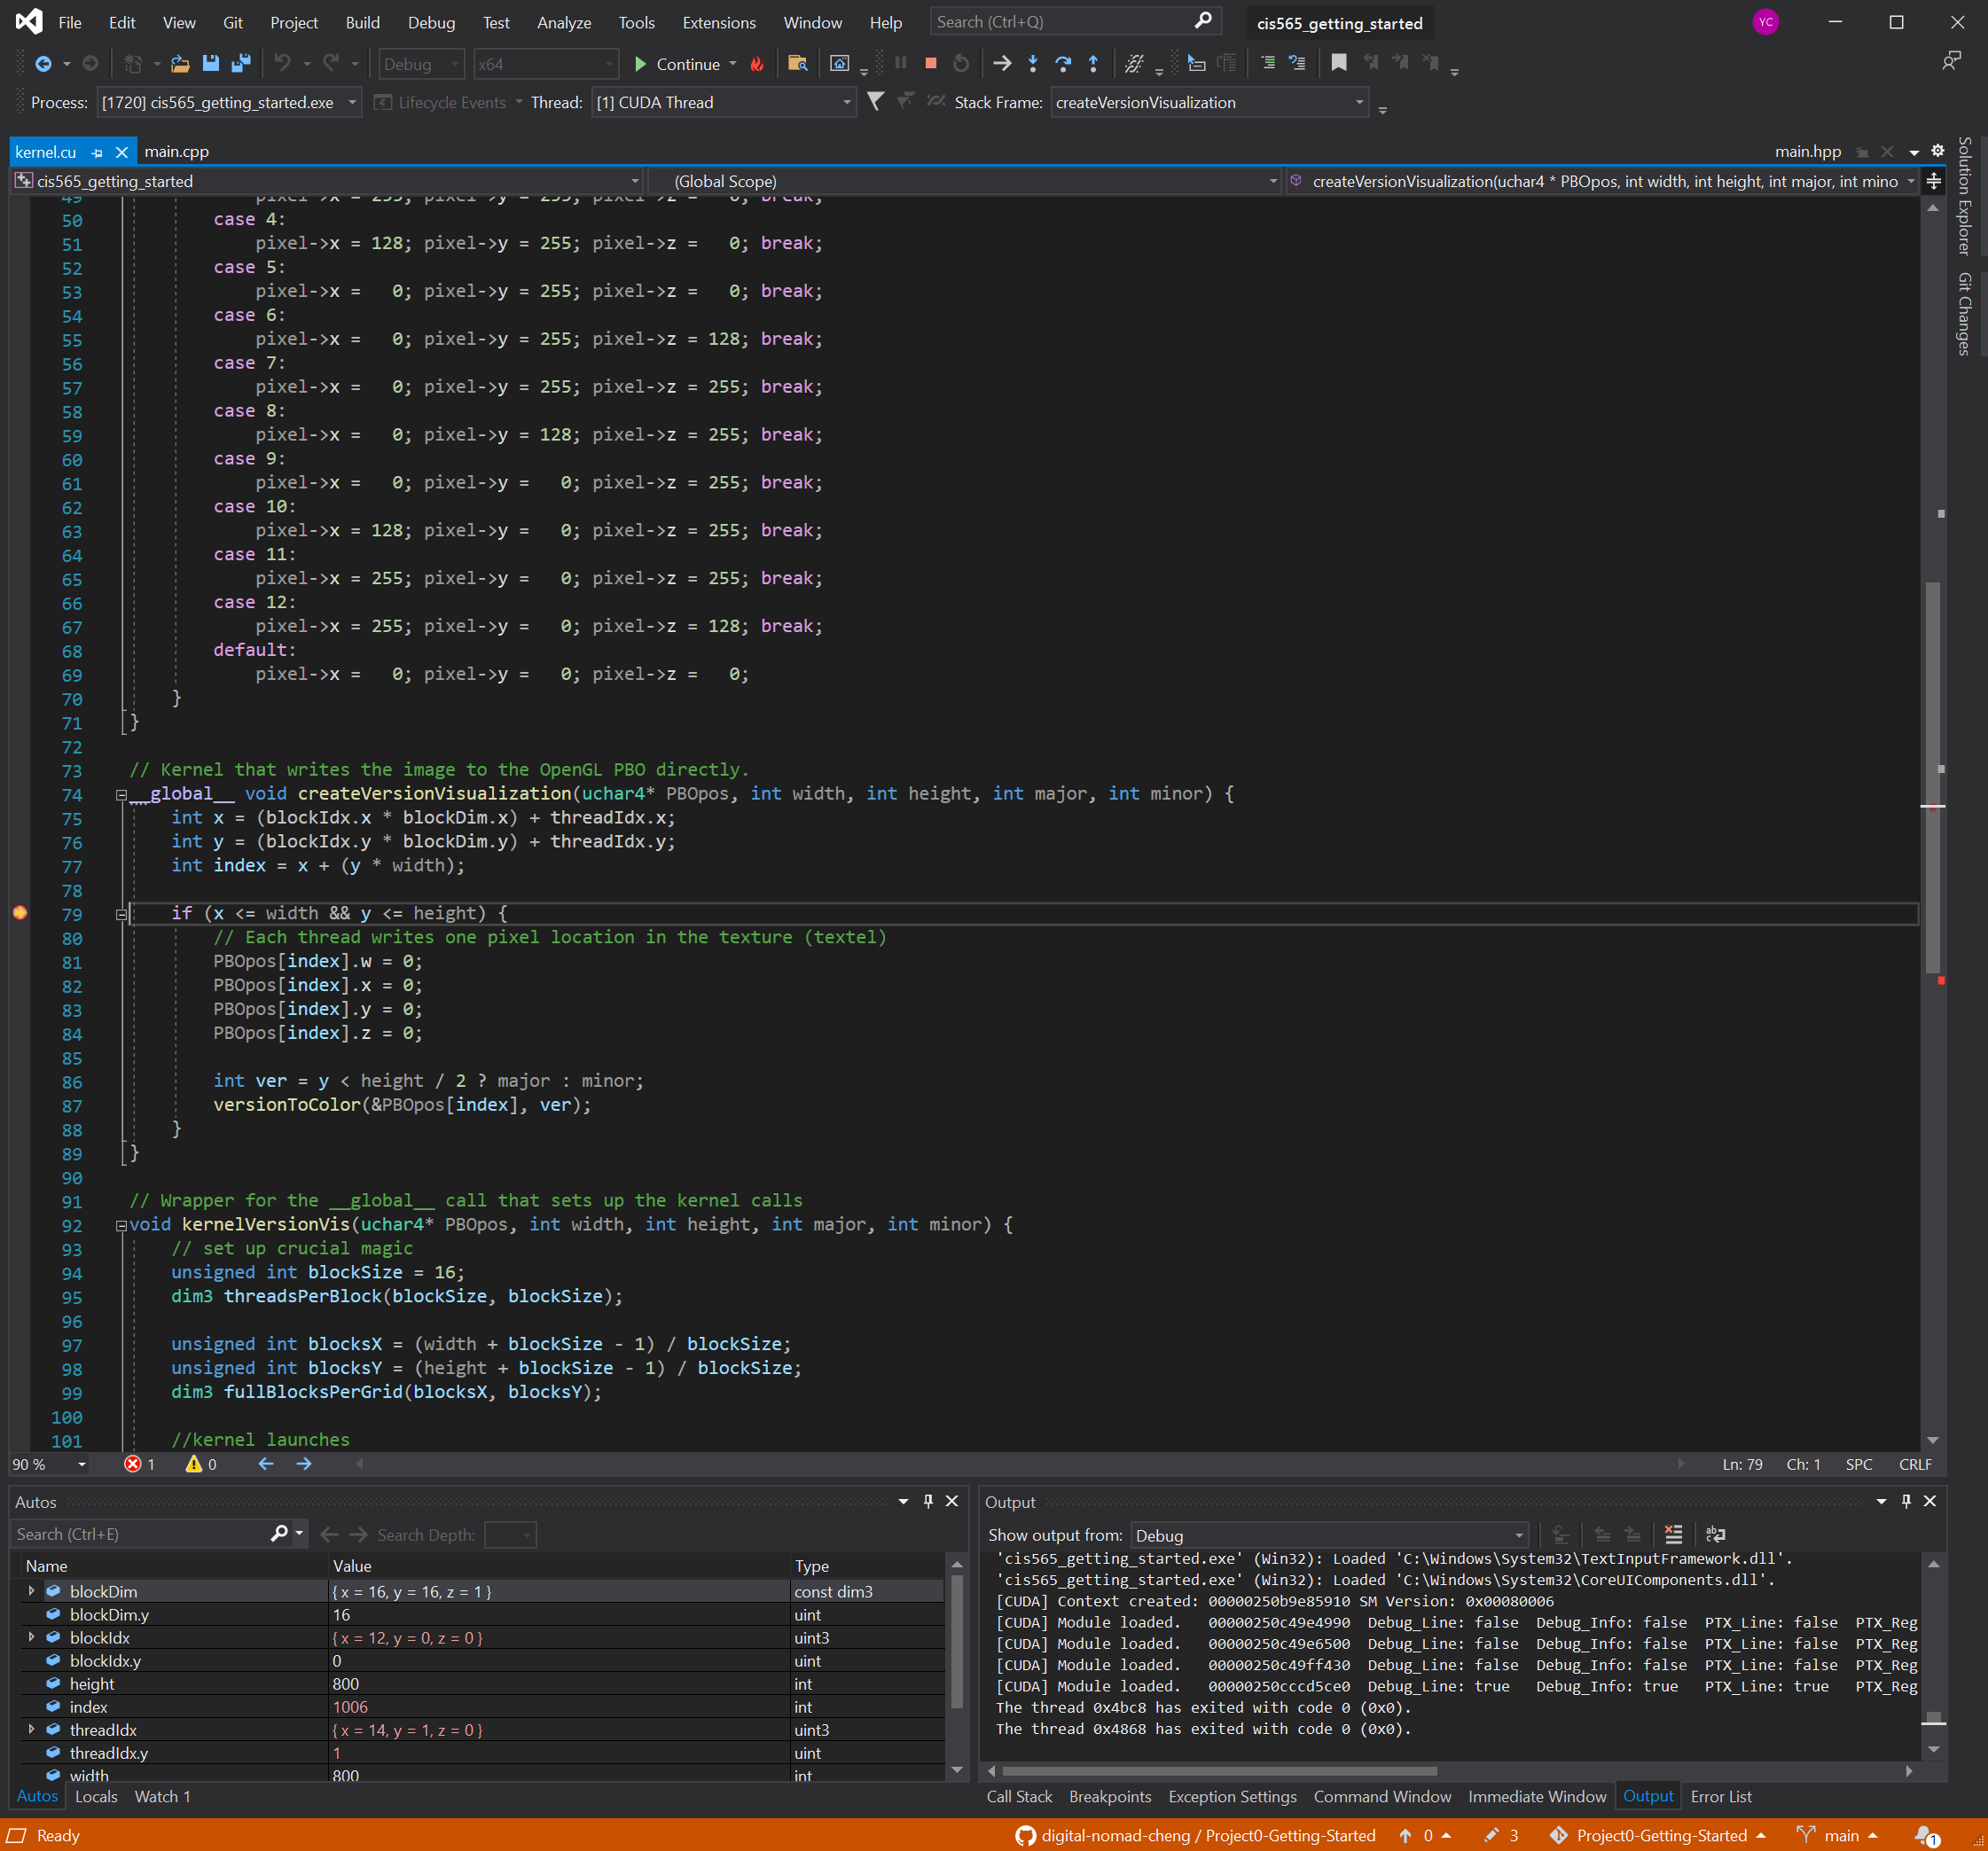 File Edit View Git Project Build Debug Test Analyze Tools Extensions Window Help Search (Ctrl+Q) cis565_getting_started YC
Debug x64 Continue
Process: [1720] cis565_getting_started.exe Lifecycle Events Thread: [1] CUDA Thread Stack Frame: createVersionVisualization
kernel.cu main.cpp main.hpp
cis565_getting_started (Global Scope) createVersionVisualization(uchar4 * PBOpos, int width, int height, int major, int mino
Solution Explorer
Git Changes
49 pixel->x = 255; pixel->y = 255; pixel->z = 0; break;
50 case 4:
51 pixel->x = 128; pixel->y = 255; pixel->z = 0; break;
52 case 5:
53 pixel->x = 0; pixel->y = 255; pixel->z = 0; break;
54 case 6:
55 pixel->x = 0; pixel->y = 255; pixel->z = 128; break;
56 case 7:
57 pixel->x = 0; pixel->y = 255; pixel->z = 255; break;
58 case 8:
59 pixel->x = 0; pixel->y = 128; pixel->z = 255; break;
60 case 9:
61 pixel->x = 0; pixel->y = 0; pixel->z = 255; break;
62 case 10:
63 pixel->x = 128; pixel->y = 0; pixel->z = 255; break;
64 case 11:
65 pixel->x = 255; pixel->y = 0; pixel->z = 255; break;
66 case 12:
67 pixel->x = 255; pixel->y = 0; pixel->z = 128; break;
68 default:
69 pixel->x = 0; pixel->y = 0; pixel->z = 0;
70 }
71 }
72
73 // Kernel that writes the image to the OpenGL PBO directly.
74 __global__ void createVersionVisualization(uchar4* PBOpos, int width, int height, int major, int minor) {
75 int x = (blockIdx.x * blockDim.x) + threadIdx.x;
76 int y = (blockIdx.y * blockDim.y) + threadIdx.y;
77 int index = x + (y * width);
78
79 if (x <= width && y <= height) {
80 // Each thread writes one pixel location in the texture (textel)
81 PBOpos[index].w = 0;
82 PBOpos[index].x = 0;
83 PBOpos[index].y = 0;
84 PBOpos[index].z = 0;
85
86 int ver = y < height / 2 ? major : minor;
87 versionToColor(&PBOpos[index], ver);
88 }
89 }
90
91 // Wrapper for the __global__ call that sets up the kernel calls
92 void kernelVersionVis(uchar4* PBOpos, int width, int height, int major, int minor) {
93 // set up crucial magic
94 unsigned int blockSize = 16;
95 dim3 threadsPerBlock(blockSize, blockSize);
96
97 unsigned int blocksX = (width + blockSize - 1) / blockSize;
98 unsigned int blocksY = (height + blockSize - 1) / blockSize;
99 dim3 fullBlocksPerGrid(blocksX, blocksY);
100
101 //kernel launches
90 % 1 0 Ln: 79 Ch: 1 SPC CRLF
Autos
Search (Ctrl+E) Search Depth:
Name Value Type
blockDim { x = 16, y = 16, z = 1 } const dim3
blockDim.y 16 uint
blockIdx { x = 12, y = 0, z = 0 } uint3
blockIdx.y 0 uint
height 800 int
index 1006 int
threadIdx { x = 14, y = 1, z = 0 } uint3
threadIdx.y 1 uint
width 800 int
Autos Locals Watch 1
Output
Show output from: Debug
'cis565_getting_started.exe' (Win32): Loaded 'C:\Windows\System32\TextInputFramework.dll'.
'cis565_getting_started.exe' (Win32): Loaded 'C:\Windows\System32\CoreUIComponents.dll'.
[CUDA] Context created: 00000250b9e85910 SM Version: 0x00080006
[CUDA] Module loaded. 00000250c49e4990 Debug_Line: false Debug_Info: false PTX_Line: false PTX_Reg
[CUDA] Module loaded. 00000250c49e6500 Debug_Line: false Debug_Info: false PTX_Line: false PTX_Reg
[CUDA] Module loaded. 00000250c49ff430 Debug_Line: false Debug_Info: false PTX_Line: false PTX_Reg
[CUDA] Module loaded. 00000250cccd5ce0 Debug_Line: true Debug_Info: true PTX_Line: true PTX_Reg
The thread 0x4bc8 has exited with code 0 (0x0).
The thread 0x4868 has exited with code 0 (0x0).
Call Stack Breakpoints Exception Settings Command Window Immediate Window Output Error List
Ready digital-nomad-cheng / Project0-Getting-Started 0 3 Project0-Getting-Started main 1